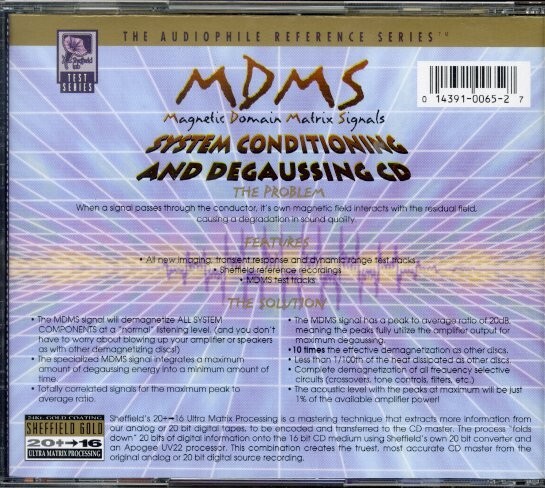 THE AUDIOPHILE REFERENCE SERIES™
Sheffield
Lab
TEST
SERIES
MDMS
Magnetic Domain Matrix Signals
0 14391-0065-2 7
SYSTEM CONDITIONING
AND DEGAUSSING CD
THE PROBLEM
When a signal passes through the conductor, it's own magnetic field interacts with the residual field,
causing a degradation in sound quality.
FEATURES
• All new imaging, transient response and dynamic range test tracks
• Sheffield reference recordings
• MDMS test tracks
THE SOLUTION
• The MDMS signal will demagnetize ALL SYSTEM
COMPONENTS at a "normal" listening level. (and you don't
have to worry about blowing up your amplifier or speakers
as with other demagnetizing discs!)
• The specialized MDMS signal integrates a maximum
amount of degaussing energy into a minimum amount of
time.
• Totally correlated signals for the maximum peak to
average ratio.
• The MDMS has a peak to average ratio of 20dB,
meaning the peaks fully utilize the amplifier output for
maximum degaussing.
• 10 times the effective demagnetization as other discs.
• Less than 1/100th of the heat dissipated as other discs
• Complete demagnetization of all frequency selective
circuits (crossovers, tone controls, filters, etc.)
• The acoustic level with the peaks at maximum will be just
1% of the available amplifier power!
24Kt. GOLD COATING
SHEFFIELD GOLD
20↔16
ULTRA MATRIX PROCESSING
Sheffield's 20↔16 Ultra Matrix Processing is a mastering technique that extracts more information from
our analog or 20 bit digital tapes, to be encoded and transferred to the CD master. The process "folds
down" 20 bits of digital information onto the 16 bit CD medium using Sheffield's own 20 bit converter and
an Apogee UV22 processor. This combination creates the truest, most accurate CD master from the
original analog or 20 bit digital source recording.